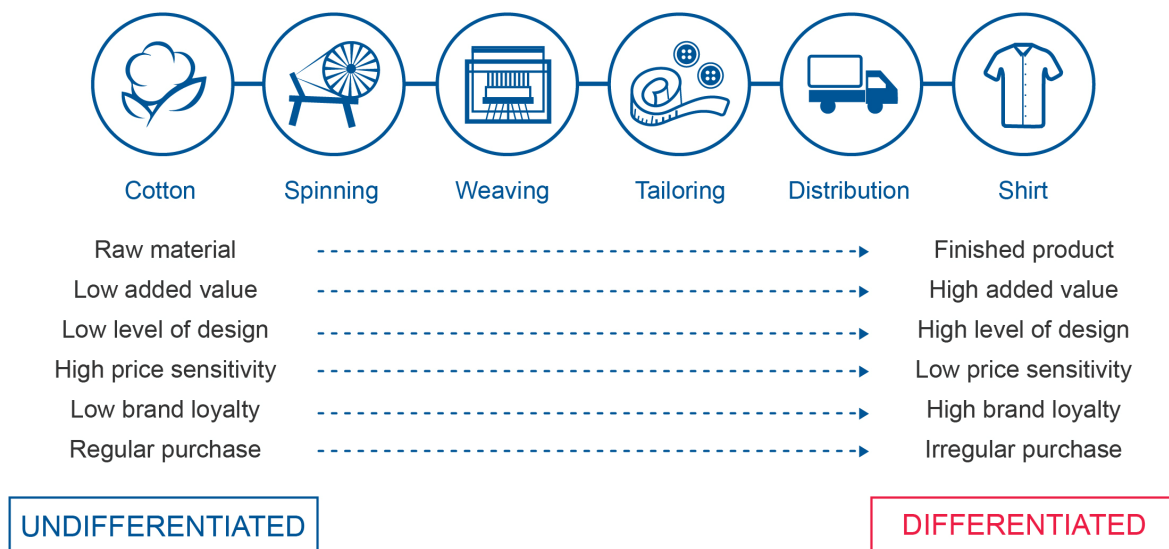 Cotton Spinning Weaving Tailoring Distribution Shirt
Raw material Finished product
Low added value High added value
Low level of design High level of design
High price sensitivity Low price sensitivity
Low brand loyalty High brand loyalty
Regular purchase Irregular purchase
UNDIFFERENTIATED DIFFERENTIATED